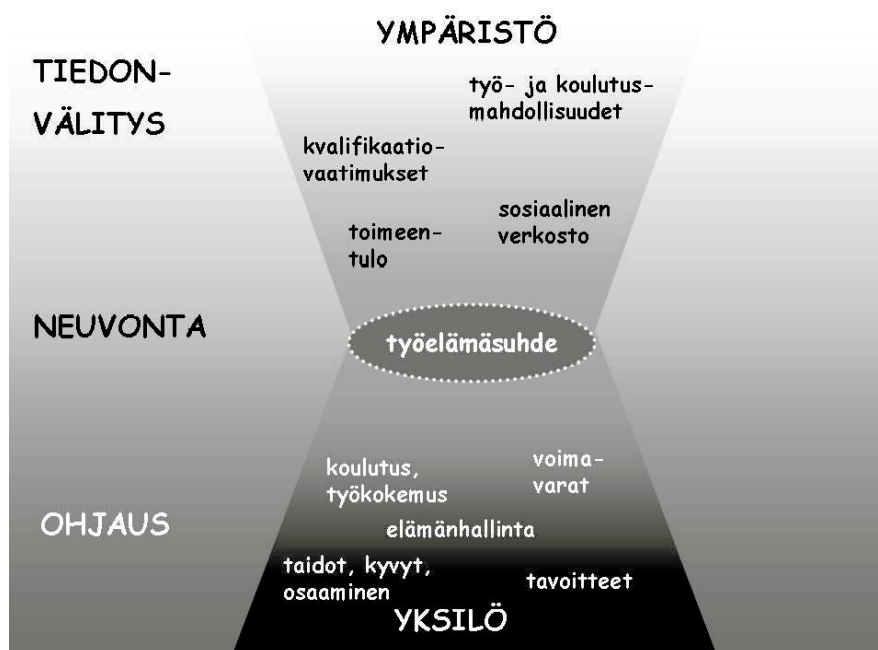 YMPÄRISTÖ
TIEDON-
VÄLITYS
työ- ja koulutus-
mahdollisuudet
kvalifikaatio-
vaatimukset
sosiaalinen
verkosto
toimeen-
tulo
NEUVONTA
työelämäsuhde
koulutus,
työkokemus
voima-
varat
OHJAUS
elämänhallinta
taidot, kyvyt,
osaaminen
tavoitteet
YKSILÖ